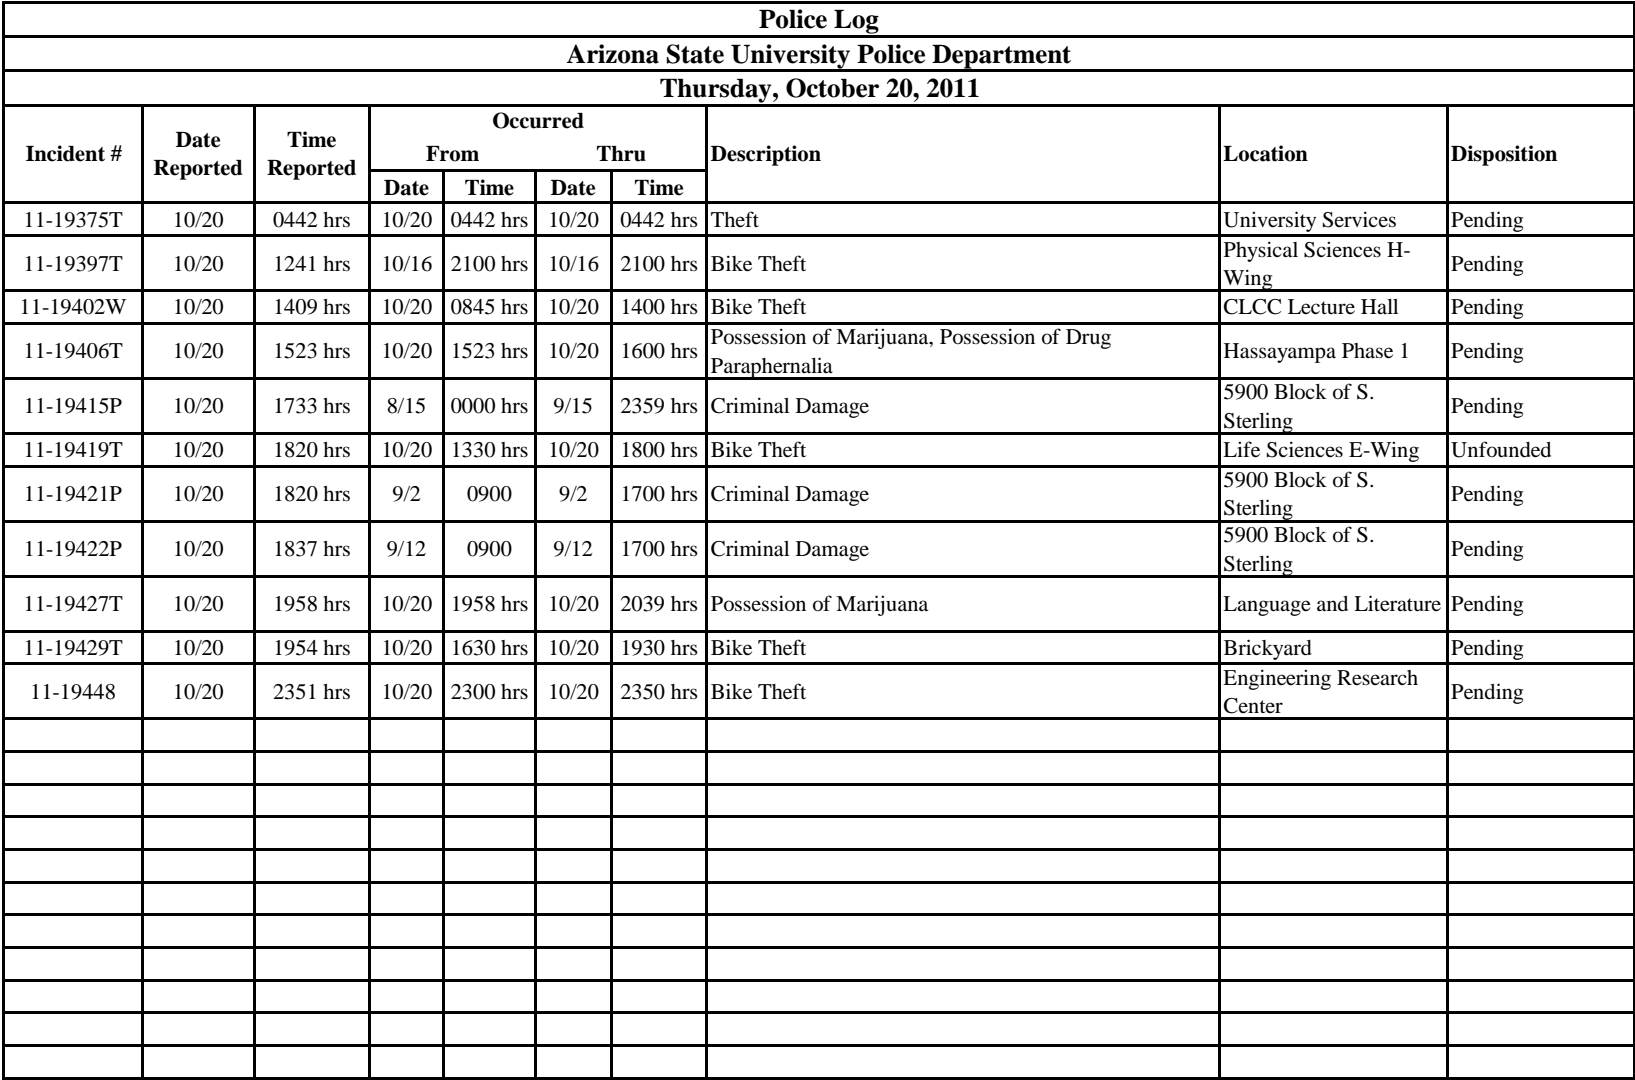 Police Log
Arizona State University Police Department
Thursday, October 20, 2011
Incident # Date Reported Time Reported Occurred Description Location Disposition
From Thru
Date Time Date Time
11-19375T 10/20 0442 hrs 10/20 0442 hrs 10/20 0442 hrs Theft University Services Pending
11-19397T 10/20 1241 hrs 10/16 2100 hrs 10/16 2100 hrs Bike Theft Physical Sciences H-
Wing Pending
11-19402W 10/20 1409 hrs 10/20 0845 hrs 10/20 1400 hrs Bike Theft CLCC Lecture Hall Pending
11-19406T 10/20 1523 hrs 10/20 1523 hrs 10/20 1600 hrs Possession of Marijuana, Possession of Drug
Paraphernalia Hassayampa Phase 1 Pending
11-19415P 10/20 1733 hrs 8/15 0000 hrs 9/15 2359 hrs Criminal Damage 5900 Block of S.
Sterling Pending
11-19419T 10/20 1820 hrs 10/20 1330 hrs 10/20 1800 hrs Bike Theft Life Sciences E-Wing Unfounded
11-19421P 10/20 1820 hrs 9/2 0900 9/2 1700 hrs Criminal Damage 5900 Block of S.
Sterling Pending
11-19422P 10/20 1837 hrs 9/12 0900 9/12 1700 hrs Criminal Damage 5900 Block of S.
Sterling Pending
11-19427T 10/20 1958 hrs 10/20 1958 hrs 10/20 2039 hrs Possession of Marijuana Language and Literature Pending
11-19429T 10/20 1954 hrs 10/20 1630 hrs 10/20 1930 hrs Bike Theft Brickyard Pending
11-19448 10/20 2351 hrs 10/20 2300 hrs 10/20 2350 hrs Bike Theft Engineering Research
Center Pending